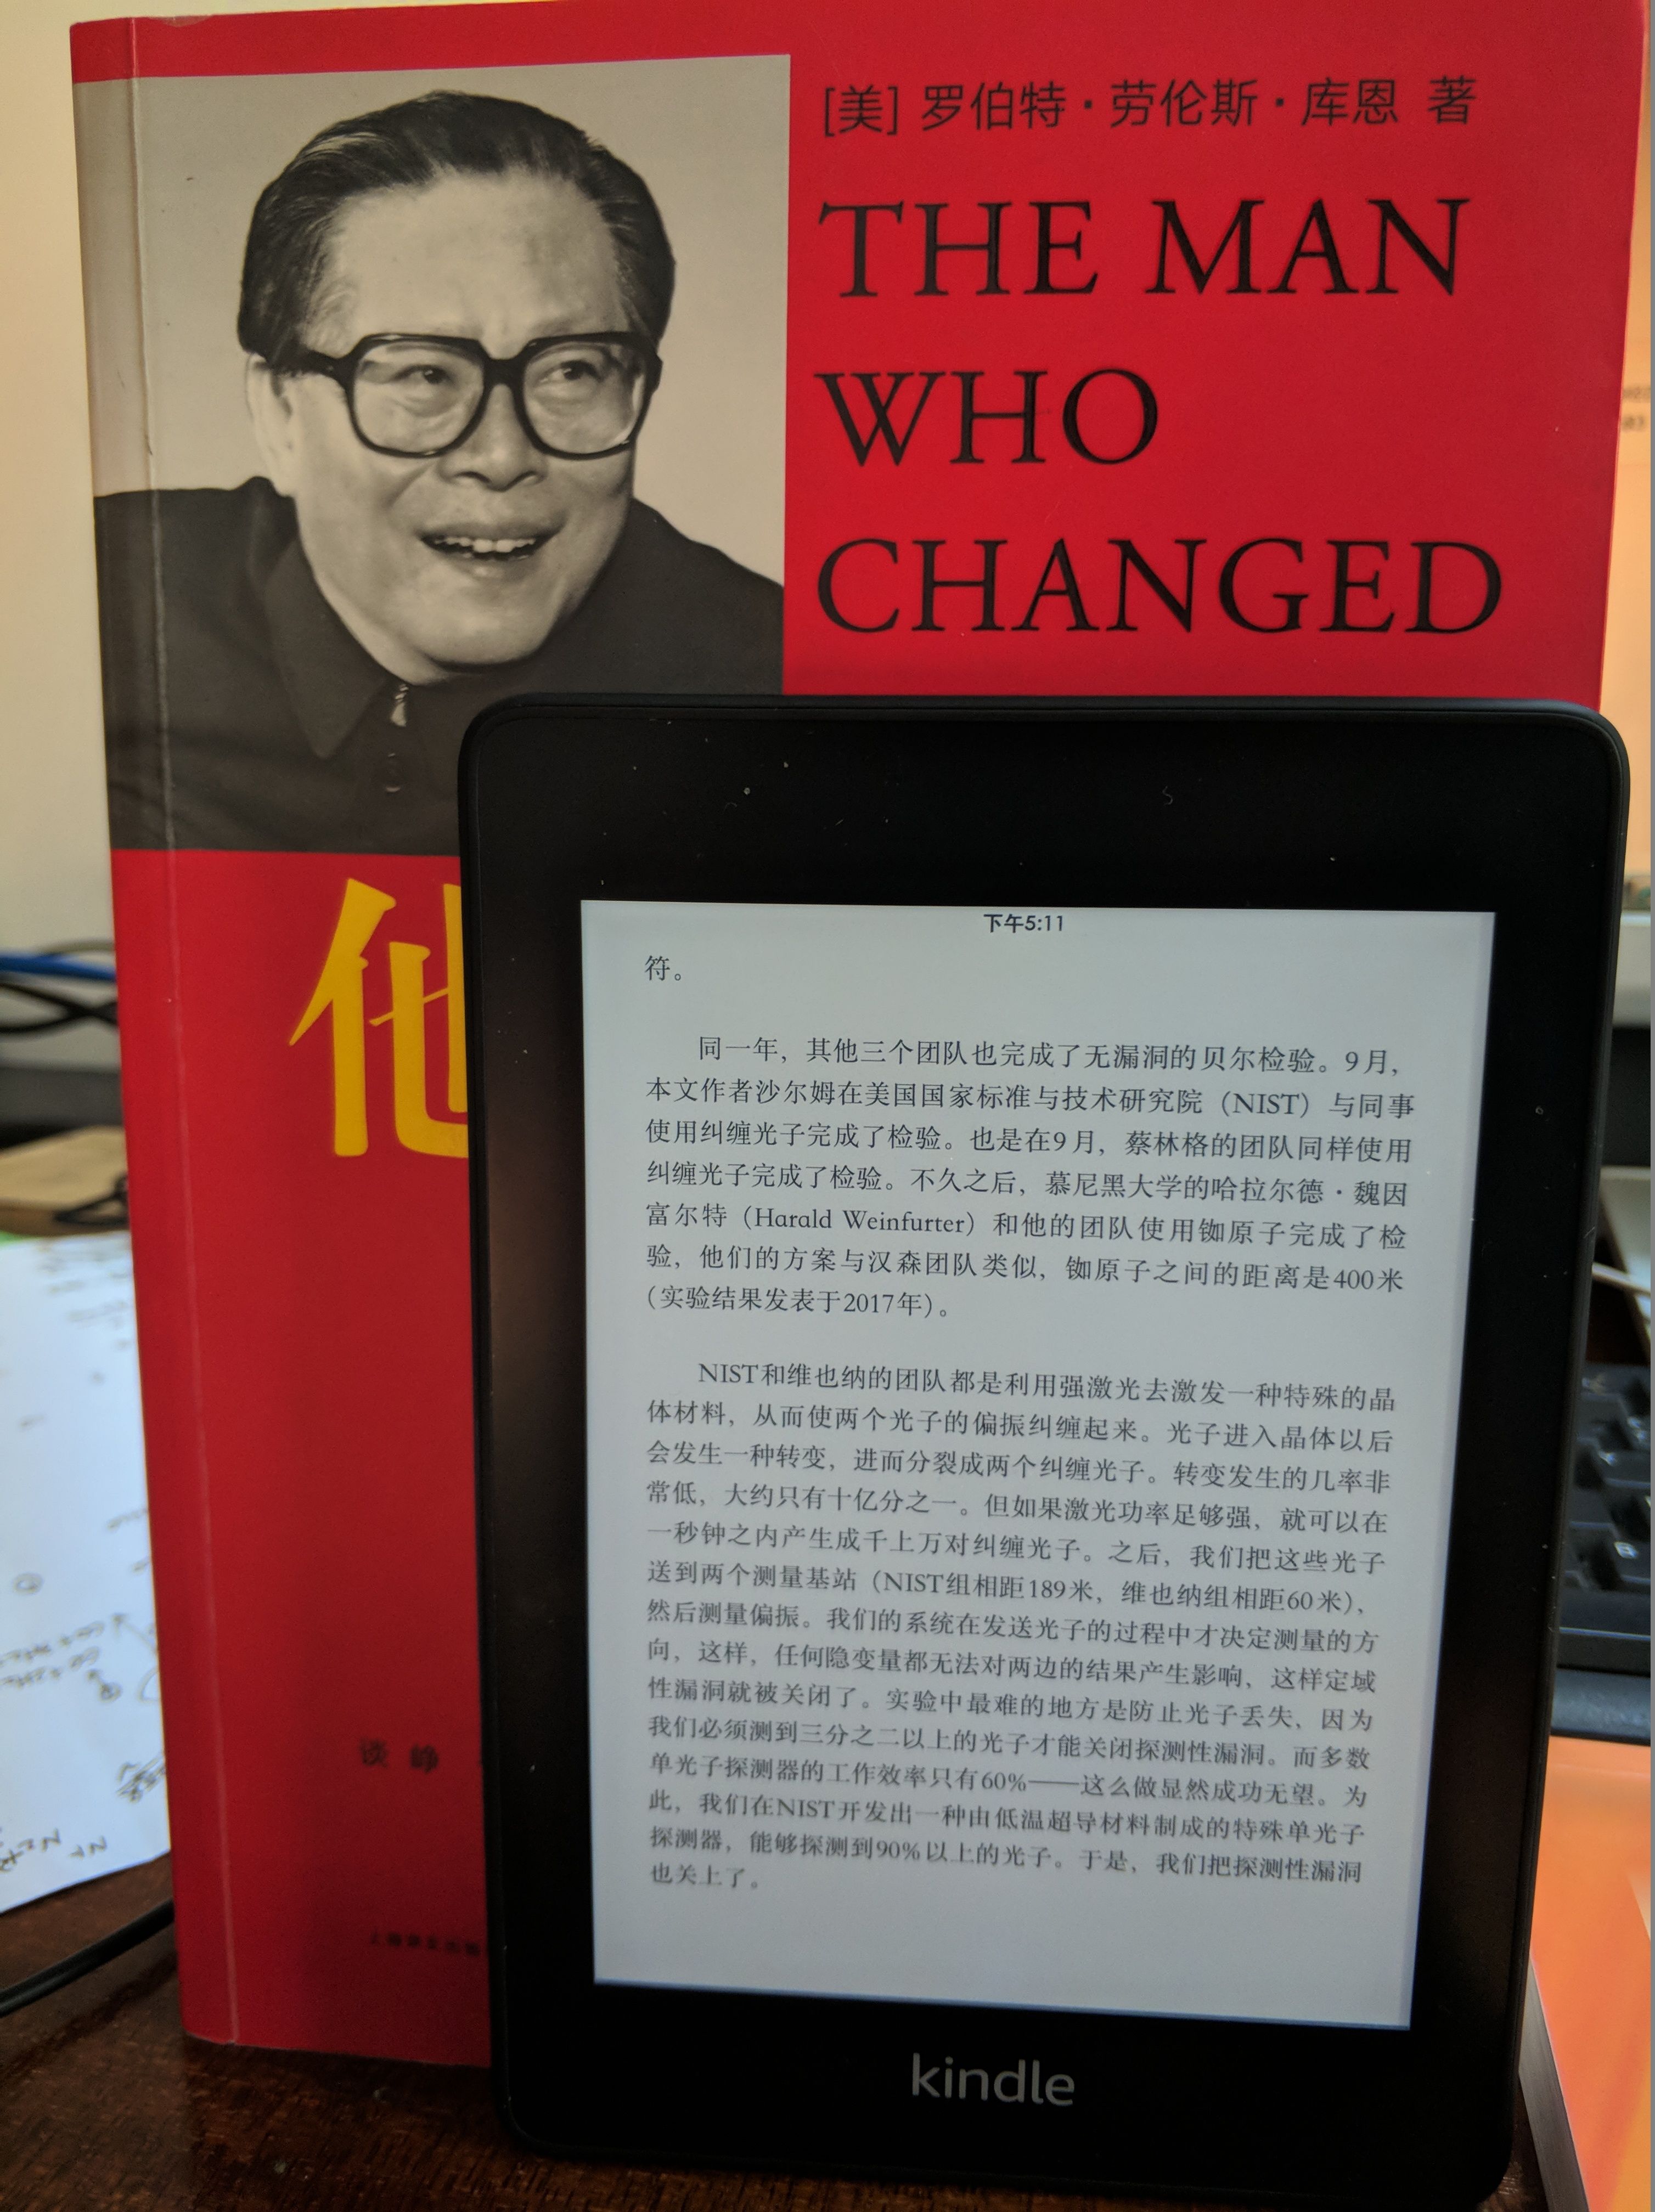 [美] 罗伯特·劳伦斯·库恩 著
THE MAN
WHO
CHANGED
他
谈 峥
下午5:11
符。
同一年，其他三个团队也完成了无漏洞的贝尔检验。9月，
本文作者沙尔姆在美国国家标准与技术研究院（NIST）与同事
使用纠缠光子完成了检验。也是在9月，蔡林格的团队同样使用
纠缠光子完成了检验。不久之后，慕尼黑大学的哈拉尔德·魏因
富尔特（Harald Weinfurter）和他的团队使用铷原子完成了检
验，他们的方案与汉森团队类似，铷原子之间的距离是400米
（实验结果发表于2017年）。
NIST和维也纳的团队都是利用强激光去激发一种特殊的晶
体材料，从而使两个光子的偏振纠缠起来。光子进入晶体以后
会发生一种转变，进而分裂成两个纠缠光子。转变发生的几率非
常低，大约只有十亿分之一。但如果激光功率足够强，就可以在
一秒钟之内产生成千上万对纠缠光子。之后，我们把这些光子
送到两个测量基站（NIST组相距189米，维也纳组相距60米），
然后测量偏振。我们的系统在发送光子的过程中才决定测量的方
向，这样，任何隐变量都无法对两边的结果产生影响，这样定域
性漏洞就被关闭了。实验中最难的地方是防止光子丢失，因为
我们必须测到三分之二以上的光子才能关闭探测性漏洞。而多数
单光子探测器的工作效率只有60%——这么做显然成功无望。为
此，我们在NIST开发出一种由低温超导材料制成的特殊单光子
探测器，能够探测到90%以上的光子。于是，我们把探测性漏洞
也关上了。
kindle